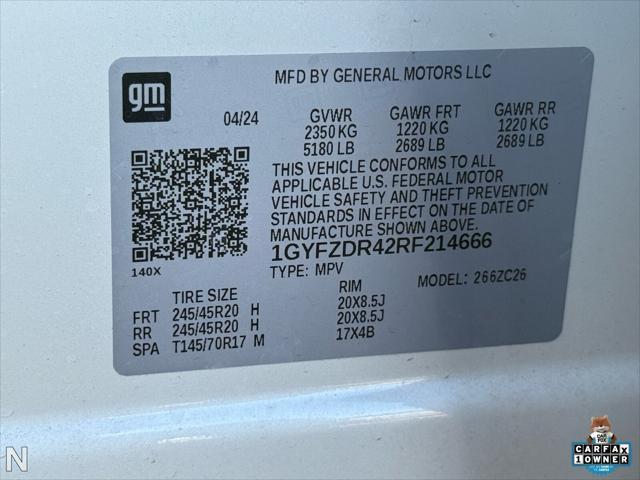 gm
MFD BY GENERAL MOTORS LLC
04/24 GVWR GAWR FRT GAWR RR
2350 KG 1220 KG 1220 KG
5180 LB 2689 LB 2689 LB
THIS VEHICLE CONFORMS TO ALL
APPLICABLE U.S. FEDERAL MOTOR
VEHICLE SAFETY AND THEFT PREVENTION
STANDARDS IN EFFECT ON THE DATE OF
MANUFACTURE SHOWN ABOVE.
140X
1GYFZDR42RF214666
TYPE: MPV MODEL: 266ZC26
TIRE SIZE RIM
FRT 245/45R20 H 20X8.5J
RR 245/45R20 H 20X8.5J
SPA T145/70R17 M 17X4B
N
CARFAX
1 OWNER